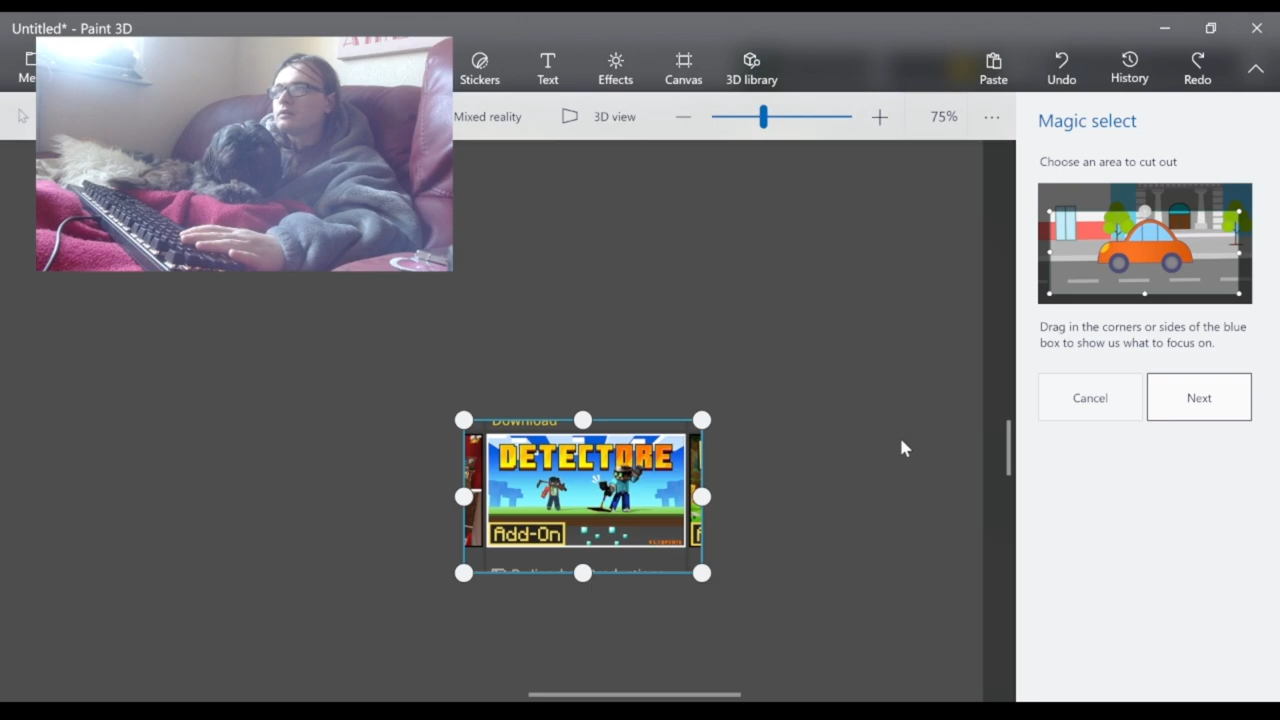 Untitled* - Paint 3D
Me
Stickers
Text
Effects
Canvas
3D library
Paste
Undo
History
Redo
Mixed reality
3D view
75%
Magic select
Choose an area to cut out
Drag in the corners or sides of the blue
box to show us what to focus on.
Cancel
Next
Download
DETECTORE
Add-On